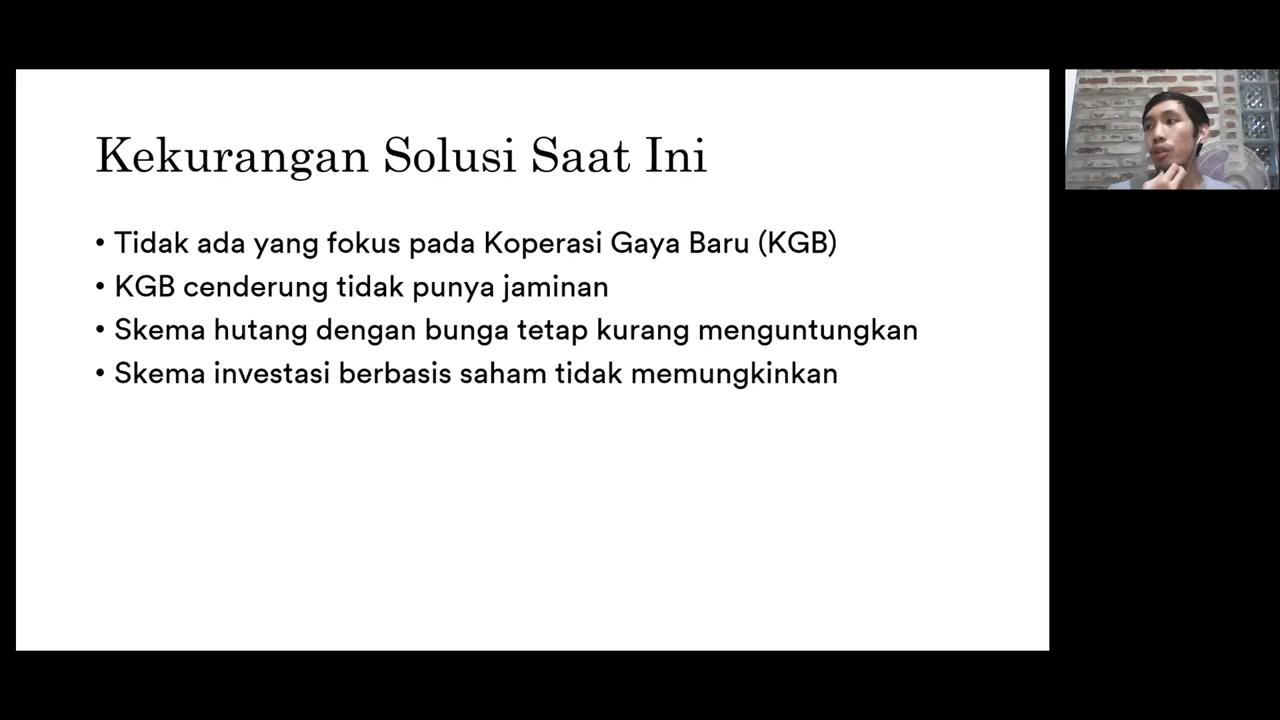 Kekurangan Solusi Saat Ini
• Tidak ada yang fokus pada Koperasi Gaya Baru (KGB)
• KGB cenderung tidak punya jaminan
• Skema hutang dengan bunga tetap kurang menguntungkan
• Skema investasi berbasis saham tidak memungkinkan